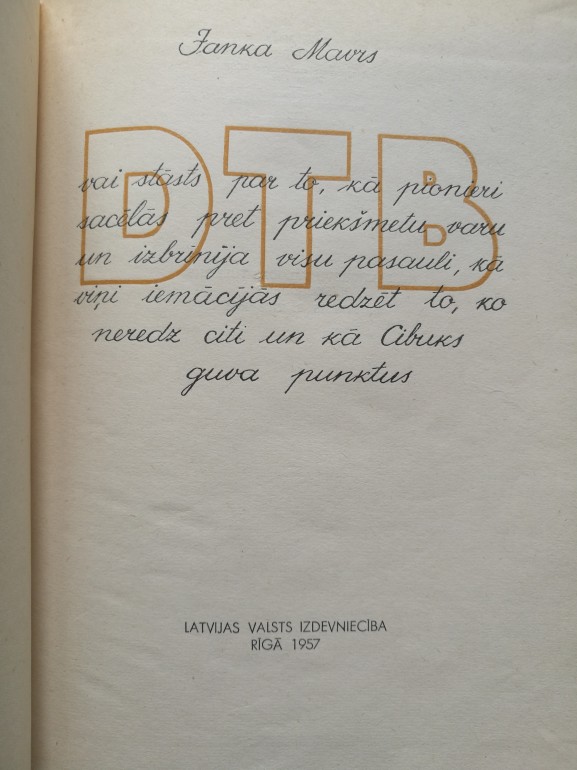 Janka Mavrs
DTB
vai stāsts par to, kā pionieri
sacēlās pret priekšmetu varu
un izbrīnīja visu pasauli, kā
viņi iemācījās redzēt to, ko
neredz citi un kā Cibuks
guva punktus
LATVIJAS VALSTS IZDEVNIECĪBA
RĪGĀ 1957